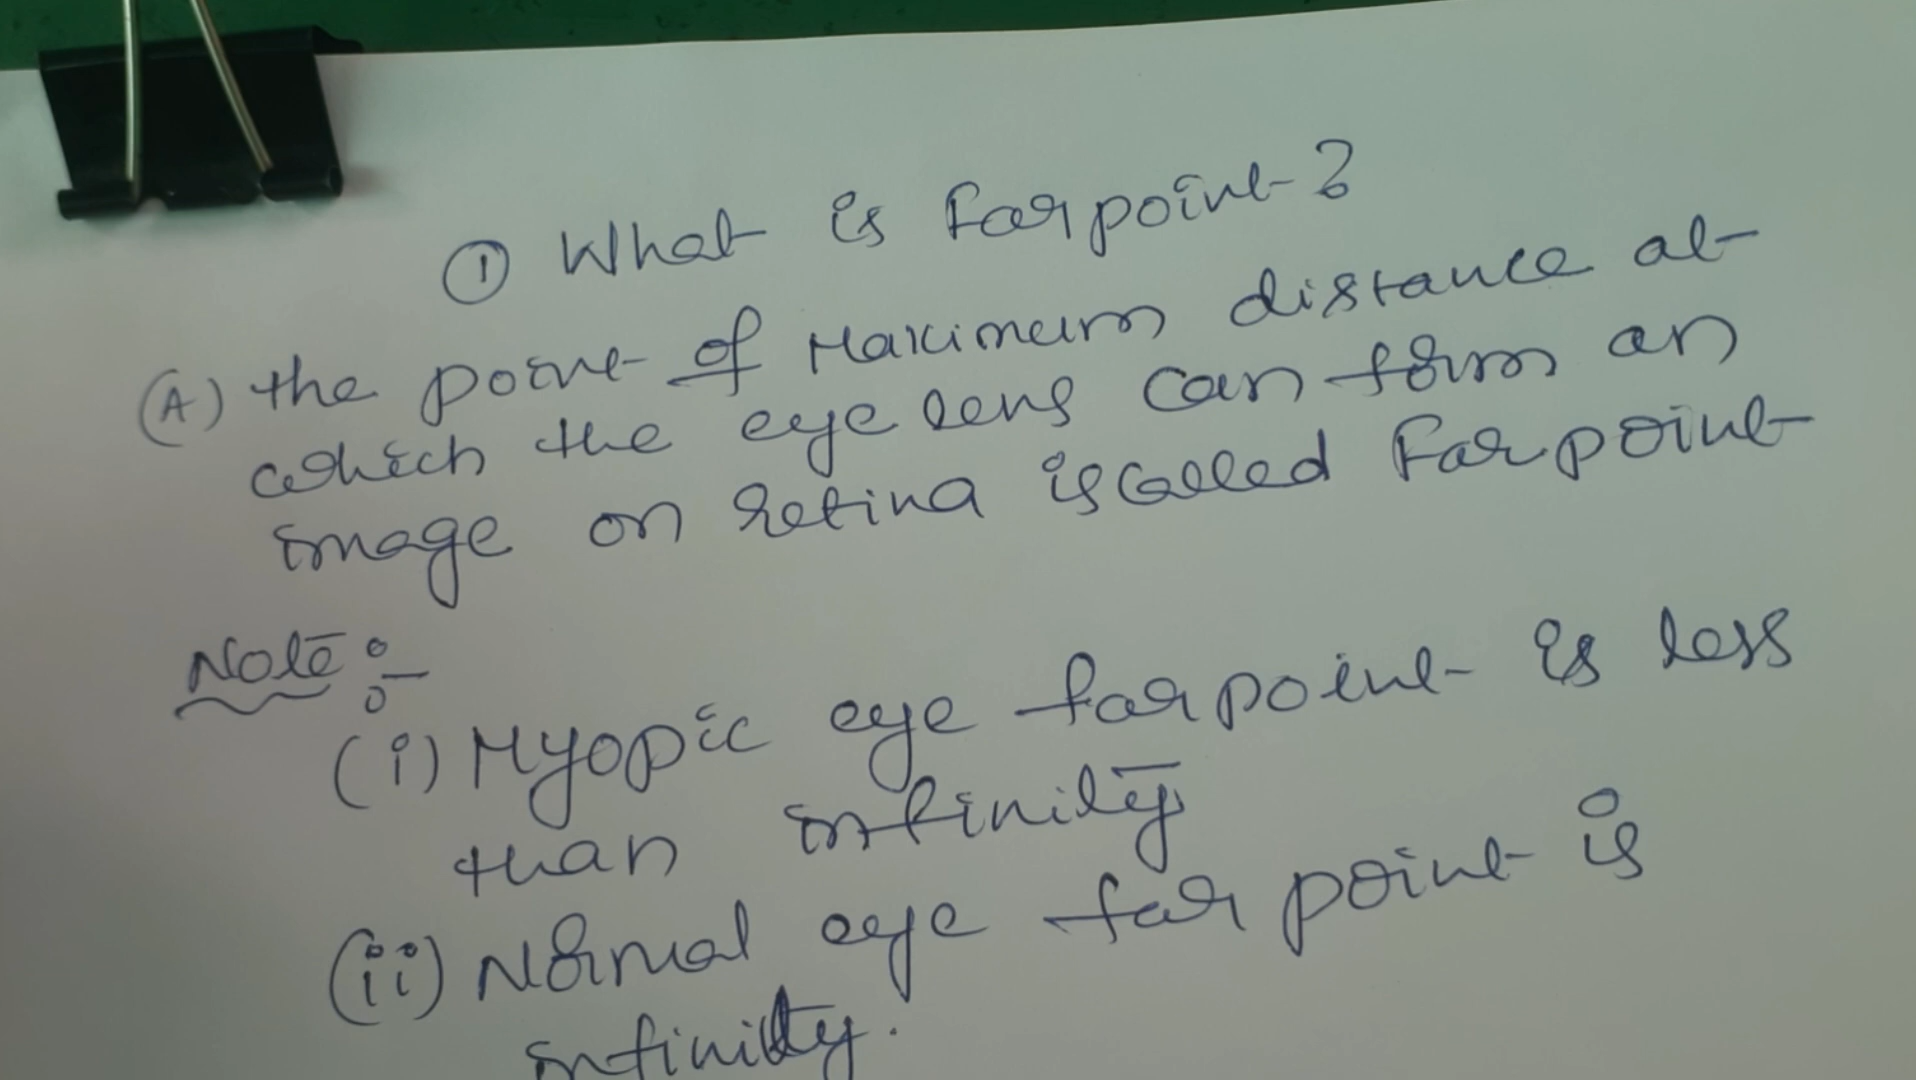 ① What is far point?
(A) the point of Maximum distance at
which the eye lens can form an
image on retina is called Far point
Note :-
(i) Myopic eye far point is less
than infinity
(ii) Normal eye far point is
infinity.